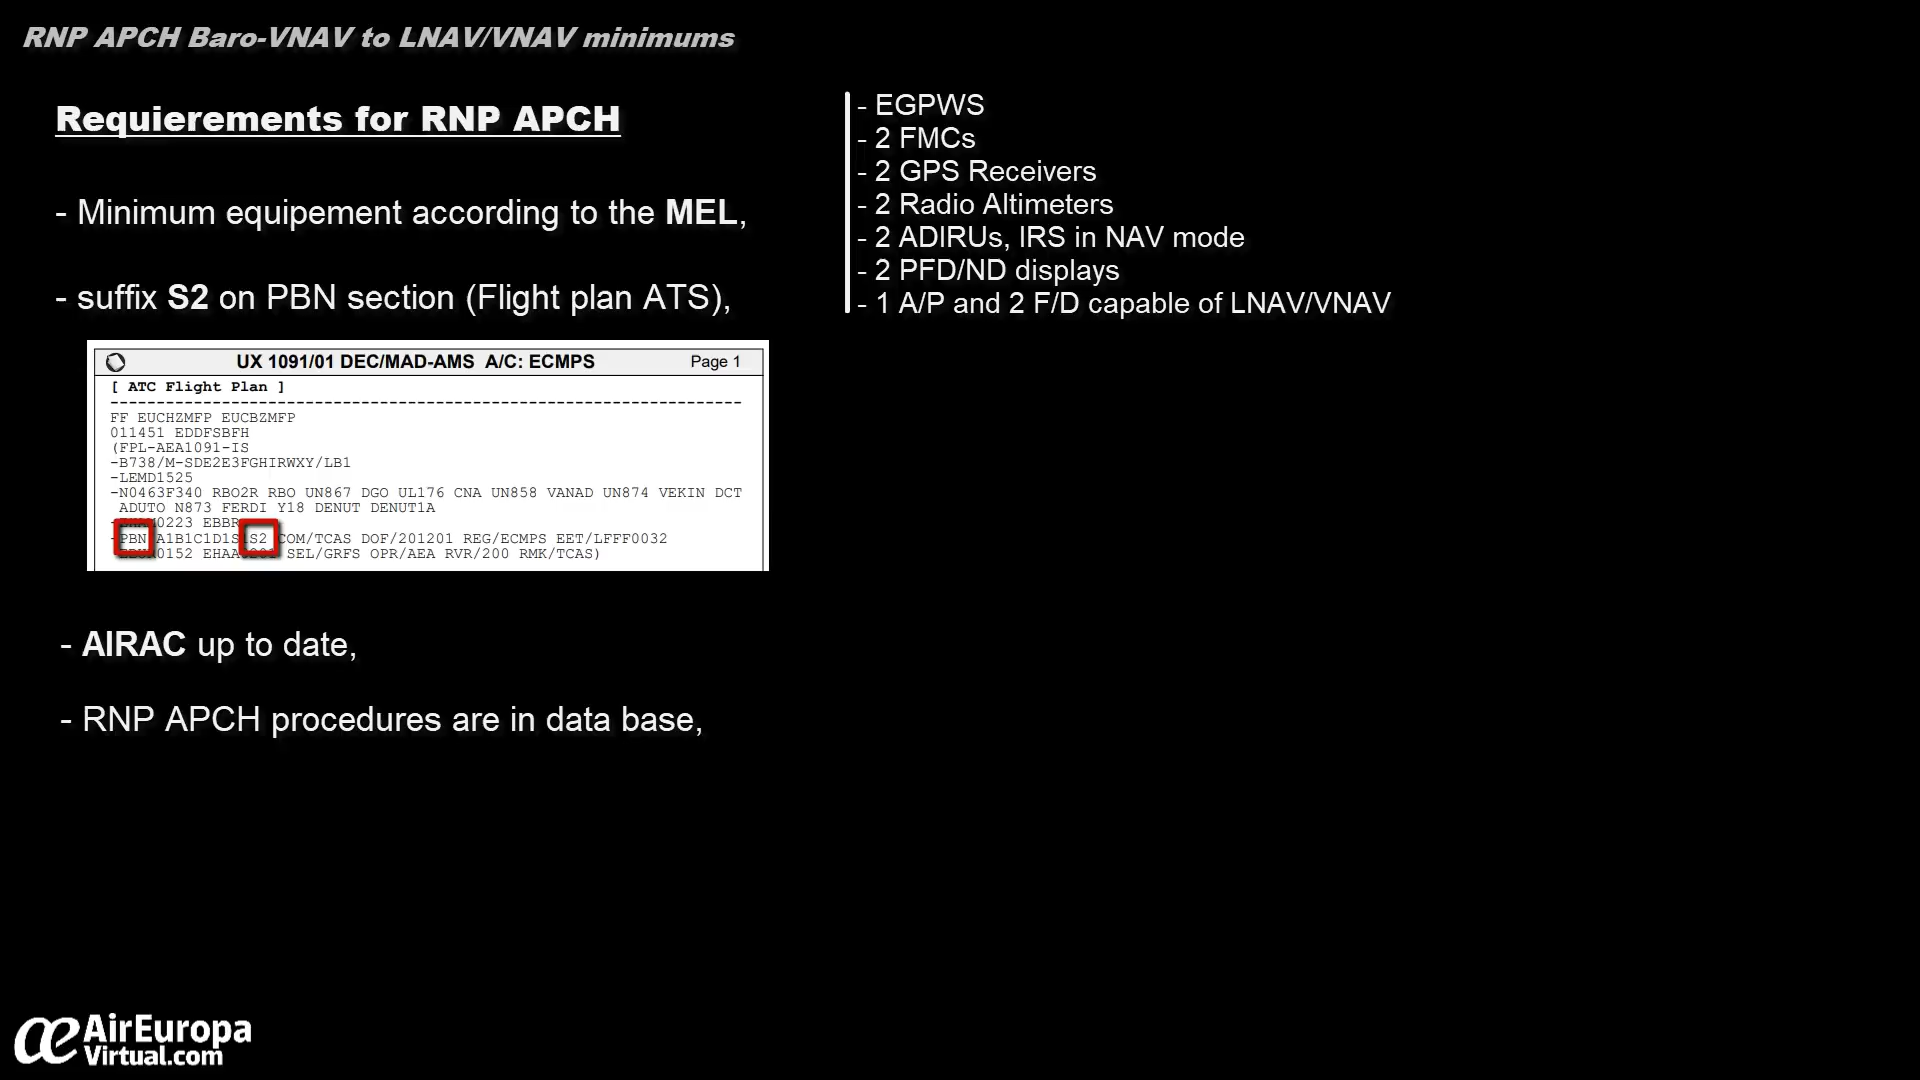 RNP APCH Baro-VNAV to LNAV/VNAV minimums
Requierements for RNP APCH
- Minimum equipement according to the MEL,
- suffix S2 on PBN section (Flight plan ATS),
- EGPWS
- 2 FMCs
- 2 GPS Receivers
- 2 Radio Altimeters
- 2 ADIRUs, IRS in NAV mode
- 2 PFD/ND displays
- 1 A/P and 2 F/D capable of LNAV/VNAV
UX 1091/01 DEC/MAD-AMS A/C: ECMPS Page 1
[ ATC Flight Plan ]
FF EUCHZMFP EUCBZMFP
011451 EDDFSBFH
(FPL-AEA1091-IS
-B738/M-SDE2E3FGHIRWXY/LB1
-LEMD1525
-N0463F340 RBO2R RBO UN867 DGO UL176 CNA UN858 VANAD UN874 VEKIN DCT
ADUTO N873 FERDI Y18 DENUT DENUT1A
EBBR
PBN A1B1C1D1S1S2 COM/TCAS DOF/201201 REG/ECMPS EET/LFFF0032
SEL/GRFS OPR/AEA RVR/200 RMK/TCAS)
- AIRAC up to date,
- RNP APCH procedures are in data base,
AirEuropa
Virtual.com